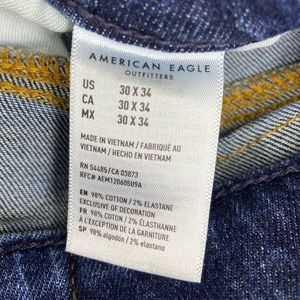 AMERICAN EAGLE
OUTFITTERS
US 30 X 34
CA 30 X 34
MX 30 X 34
MADE IN VIETNAM / FABRIQUÉ AU
VIETNAM / HECHO EN VIETNAM
RN 54485/CA 03873
RFC# AEM120605U9A
EN 98% COTTON / 2% ELASTANE
EXCLUSIVE OF DECORATION
FR 98% COTON / 2% ÉLASTHANNE
À L'EXCEPTION DE LA GARNITURE
SP 98% algodón / 2% elastano